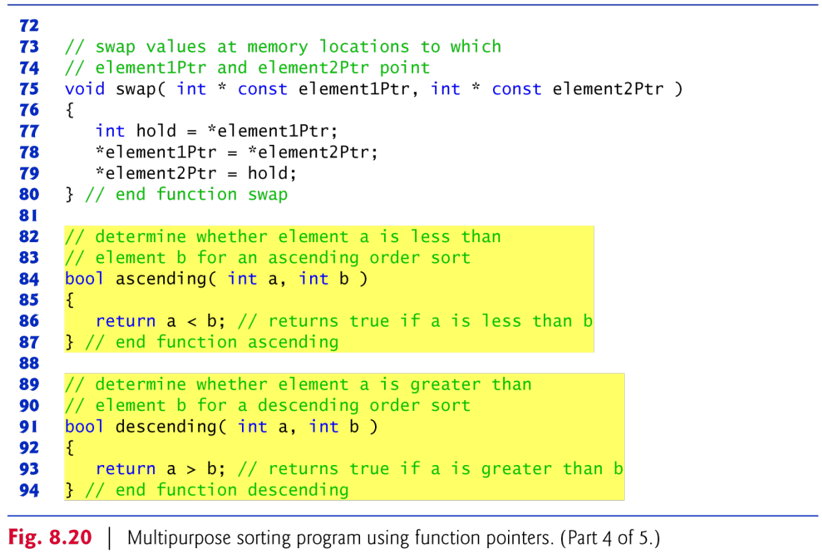 72
73 // swap values at memory locations to which
74 // element1Ptr and element2Ptr point
75 void swap( int * const element1Ptr, int * const element2Ptr )
76 {
77    int hold = *element1Ptr;
78    *element1Ptr = *element2Ptr;
79    *element2Ptr = hold;
80 } // end function swap
81
82 // determine whether element a is less than
83 // element b for an ascending order sort
84 bool ascending( int a, int b )
85 {
86    return a < b; // returns true if a is less than b
87 } // end function ascending
88
89 // determine whether element a is greater than
90 // element b for a descending order sort
91 bool descending( int a, int b )
92 {
93    return a > b; // returns true if a is greater than b
94 } // end function descending
Fig. 8.20 | Multipurpose sorting program using function pointers. (Part 4 of 5.)